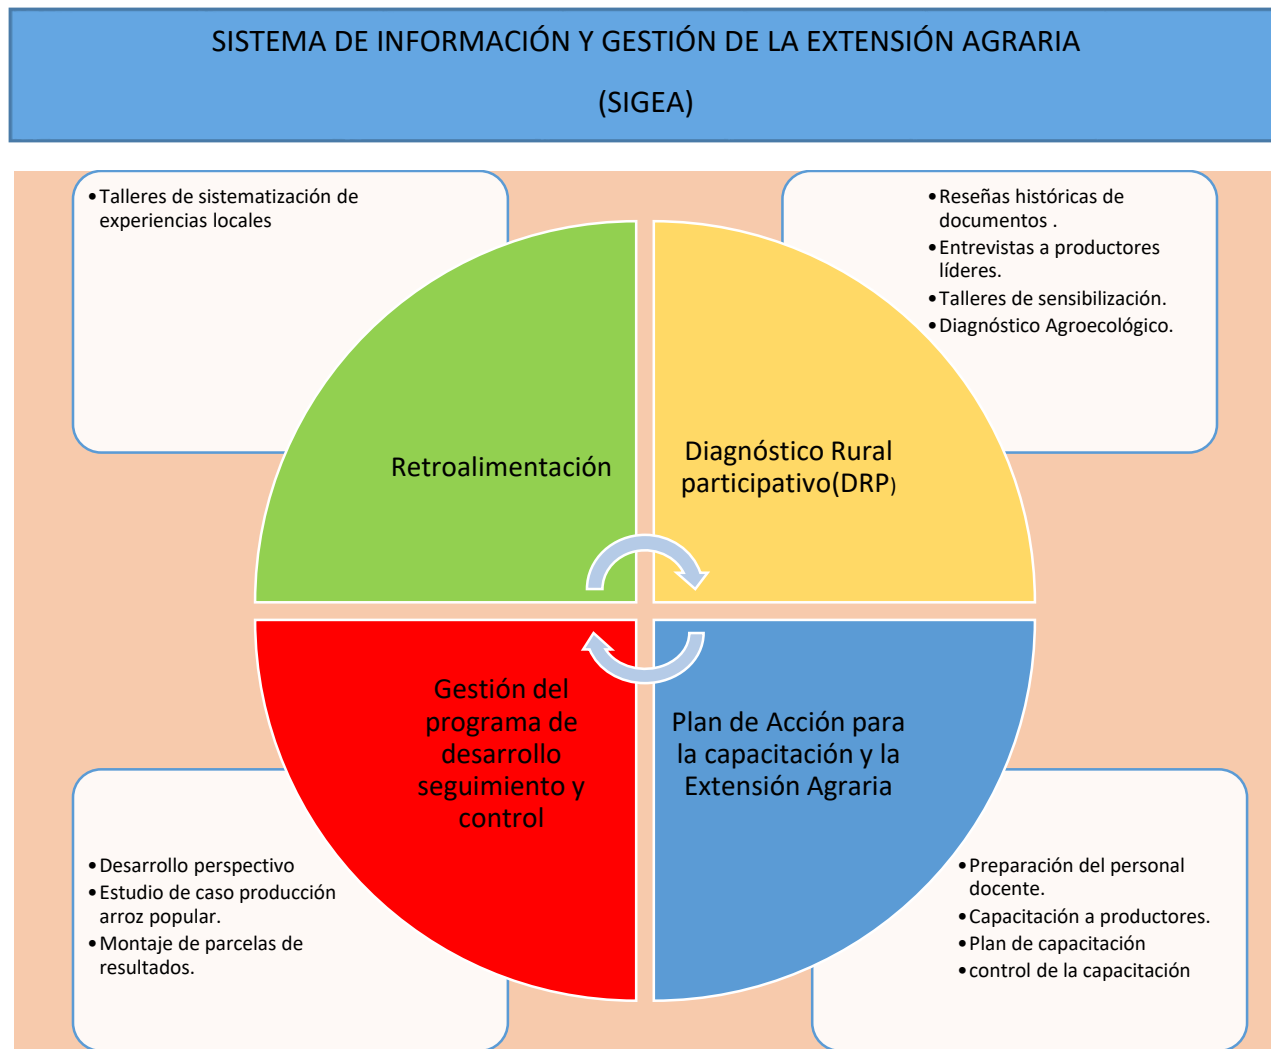 SISTEMA DE INFORMACIÓN Y GESTIÓN DE LA EXTENSIÓN AGRARIA
(SIGEA)
•Talleres de sistematización de
experiencias locales
•Reseñas históricas de
documentos .
•Entrevistas a productores
líderes.
•Talleres de sensibilización.
•Diagnóstico Agroecológico.
Retroalimentación
Diagnóstico Rural
participativo(DRP)
Gestión del
programa de
desarrollo
seguimiento y
control
Plan de Acción para
la capacitación y la
Extensión Agraria
•Desarrollo perspectivo
•Estudio de caso producción
arroz popular.
•Montaje de parcelas de
resultados.
•Preparación del personal
docente.
•Capacitación a productores.
•Plan de capacitación
•control de la capacitación